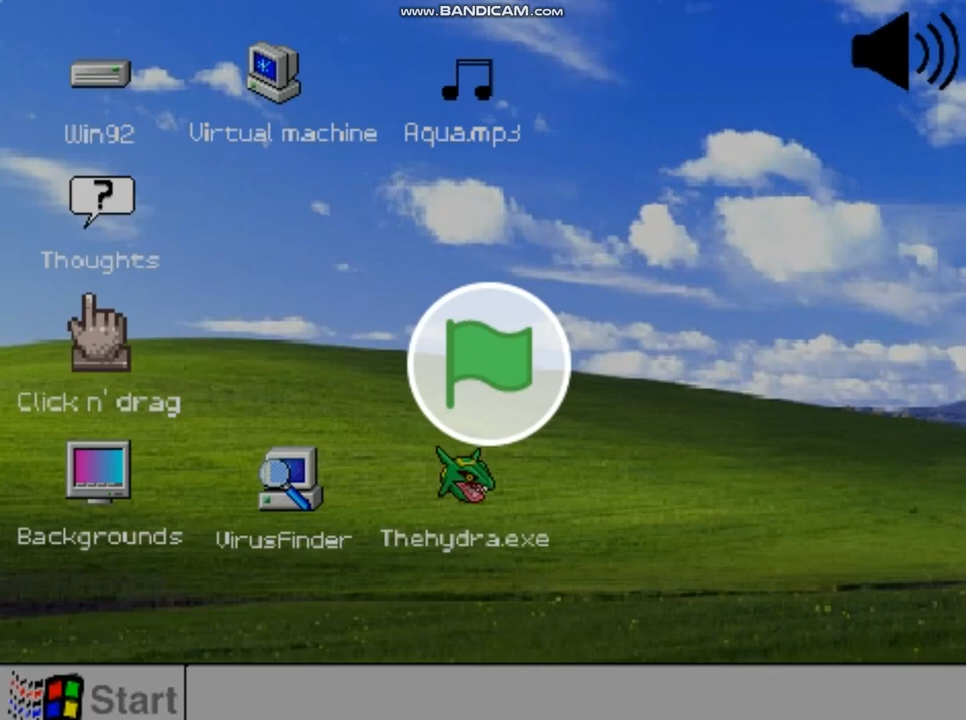 www.BANDICAM.com
Win92
Virtual machine
Aqua.mp3
?
Thoughts
Click n' drag
Backgrounds
VirusFinder
Thehydra.exe
Start